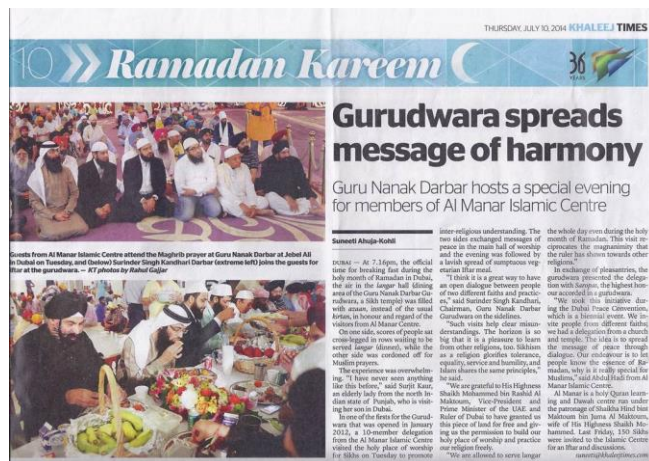 THURSDAY, JULY 10, 2014 KHALEEJ TIMES
10 Ramadan Kareem
36
YEARS
Gurudwara spreads
message of harmony
Guru Nanak Darbar hosts a special evening
for members of Al Manar Islamic Centre
Guests from Al Manar Islamic Centre attend the Maghrib prayer at Guru Nanak Darbar at Jebel Ali
in Dubai on Tuesday, and (below) Surinder Singh Kandhari Darbar (extreme left) joins the guests for
Iftar at the gurudwara. — KT photos by Rahul Gajjar
Suneeti Ahuja-Kohli
DUBAI — At 7.16pm, the official
time for breaking fast during the
holy month of Ramadan in Dubai,
the air in the langar hall (dining
area of the Guru Nanak Darbar Gu-
rudwara, a Sikh temple) was filled
with azaan, instead of the usual
kirtan, in honour and regard of the
visitors from Al Manar Centre.
On one side, scores of people sat
cross-legged in rows waiting to be
served langar (dinner), while the
other side was cordoned off for
Muslim prayers.
The experience was overwhelm-
ing. "I have never seen anything
like this before," said Surjit Kaur,
an elderly lady from the north In-
dian state of Punjab, who is visit-
ing her son in Dubai.
In one of the firsts for the Gurud-
wara that was opened in January
2012, a 10-member delegation
from the Al Manar Islamic Centre
visited the holy place of worship
for Sikhs on Tuesday to promote
inter-religious understanding. The
two sides exchanged messages of
peace in the main hall of worship
and the evening was followed by
a lavish spread of sumptuous veg-
etarian Iftar meal.
"I think it is a great way to have
an open dialogue between people
of two different faiths and practic-
es," said Surinder Singh Kandhari,
Chairman, Guru Nanak Darbar
Gurudwara on the sidelines.
"Such visits help clear misun-
derstandings. The horizon is so
big that it is a pleasure to learn
from other religions, too. Sikhism
as a religion glorifies tolerance,
equality, service and humility, and
Islam shares the same principles,"
he said.
"We are grateful to His Highness
Shaikh Mohammed bin Rashid Al
Maktoum, Vice-President and
Prime Minister of the UAE and
Ruler of Dubai to have granted us
this piece of land for free and giv-
ing us the permission to build our
holy place of worship and practice
our religion freely.
"We are allowed to serve langar
the whole day even during the holy
month of Ramadan. This visit re-
ciprocates the magnanimity that
the ruler has shown towards other
religions."
In exchange of pleasantries, the
gurudwara presented the delega-
tion with Saropas, the highest hon-
our accorded in a gurudwara.
"We took this initiative dur-
ing the Dubai Peace Convention,
which is a biennial event. We in-
vite people from different faiths;
we had a delegation from a church
and temple. The idea is to spread
the message of peace through
dialogue. Our endeavour is to let
people know the essence of Ra-
madan, why it is really special for
Muslims," said Abdul Hadi from Al
Manar Islamic Centre.
Al Manar is a holy Quran learn-
ing and Dawah centre run under
the patronage of Shaikha Hind bint
Maktoum bin Juma Al Maktoum,
wife of His Highness Shaikh Mo-
hammed. Last Friday, 150 Sikhs
were invited to the Islamic Centre
for an Iftar and discussions.
suneeti@khaleejtimes.com